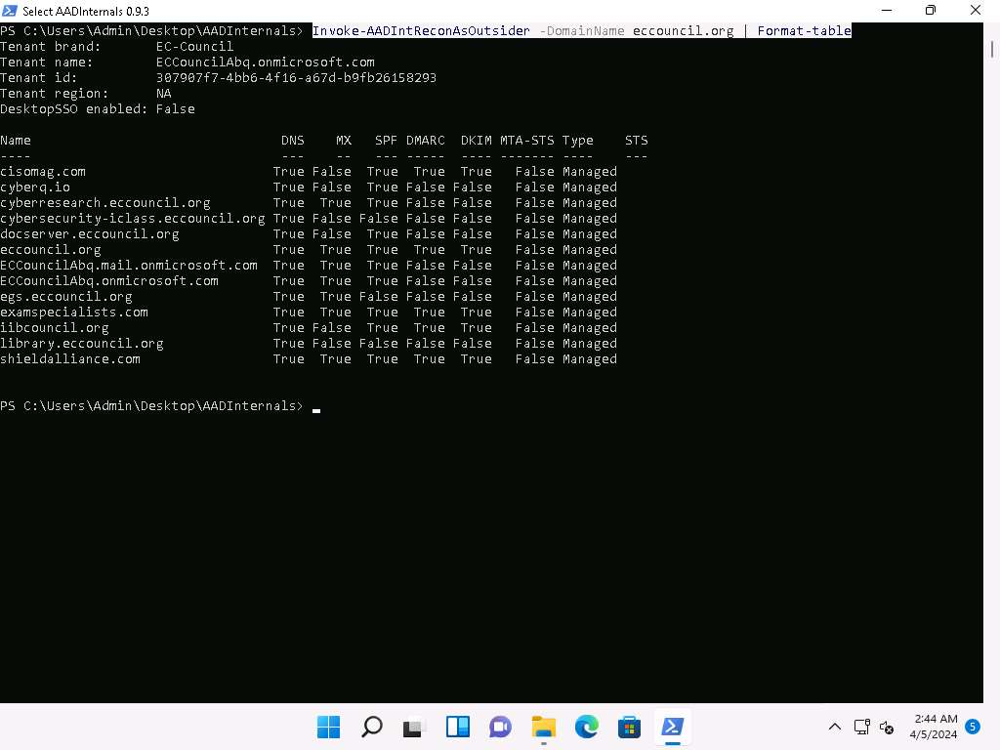 Select AADInternals 0.9.3
PS C:\Users\Admin\Desktop\AADInternals> Invoke-AADIntReconAsOutsider -DomainName eccouncil.org | Format-table
Tenant brand:       EC-Council
Tenant name:        ECCouncilAbq.onmicrosoft.com
Tenant id:          307907f7-4bb6-4f16-a67d-b9fb26158293
Tenant region:      NA
DesktopSSO enabled: False
Name                                DNS    MX   SPF DMARC  DKIM MTA-STS Type    STS
----                                ---    --   --- -----  ---- ------- ----    ---
cisomag.com                        True False  True  True  True   False Managed
cyberq.io                          True False  True False False   False Managed
cyberresearch.eccouncil.org        True  True  True False False   False Managed
cybersecurity-iclass.eccouncil.org True False False False False   False Managed
docserver.eccouncil.org            True False  True False False   False Managed
eccouncil.org                      True  True  True  True  True   False Managed
ECCouncilAbq.mail.onmicrosoft.com  True  True  True False False   False Managed
ECCouncilAbq.onmicrosoft.com       True  True  True False False   False Managed
egs.eccouncil.org                  True  True False False False   False Managed
examspecialists.com                True  True  True  True  True   False Managed
iibcouncil.org                     True False  True  True  True   False Managed
library.eccouncil.org              True False False False False   False Managed
shieldalliance.com                 True  True  True  True  True   False Managed
PS C:\Users\Admin\Desktop\AADInternals>
2:44 AM
4/5/2024
5